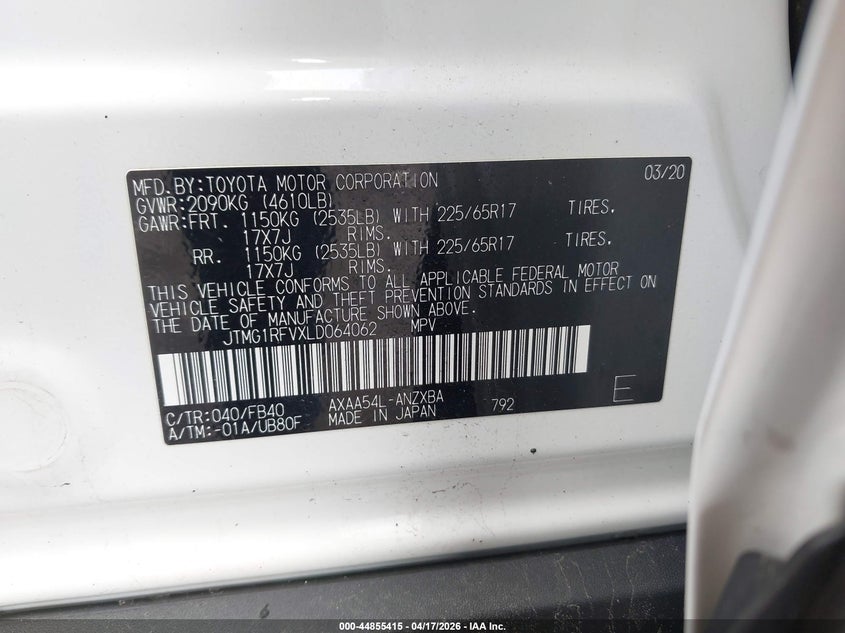 MFD.BY:TOYOTA MOTOR CORPORATION 03/20
GVWR:2090KG (4610LB)
GAWR:FRT. 1150KG (2535LB) WITH 225/65R17 TIRES.
17X7J RIMS.
RR. 1150KG (2535LB) WITH 225/65R17 TIRES.
17X7J RIMS.
THIS VEHICLE CONFORMS TO ALL APPLICABLE FEDERAL MOTOR
VEHICLE SAFETY AND THEFT PREVENTION STANDARDS IN EFFECT ON
THE DATE OF MANUFACTURE SHOWN ABOVE.
JTMG1RFVXLD064062 MPV
C/TR:040/FB40 AXAA54L-ANZXBA 792 E
A/TM:-01A/UB80F MADE IN JAPAN
000-44855415 - 04/17/2026 - IAA Inc.